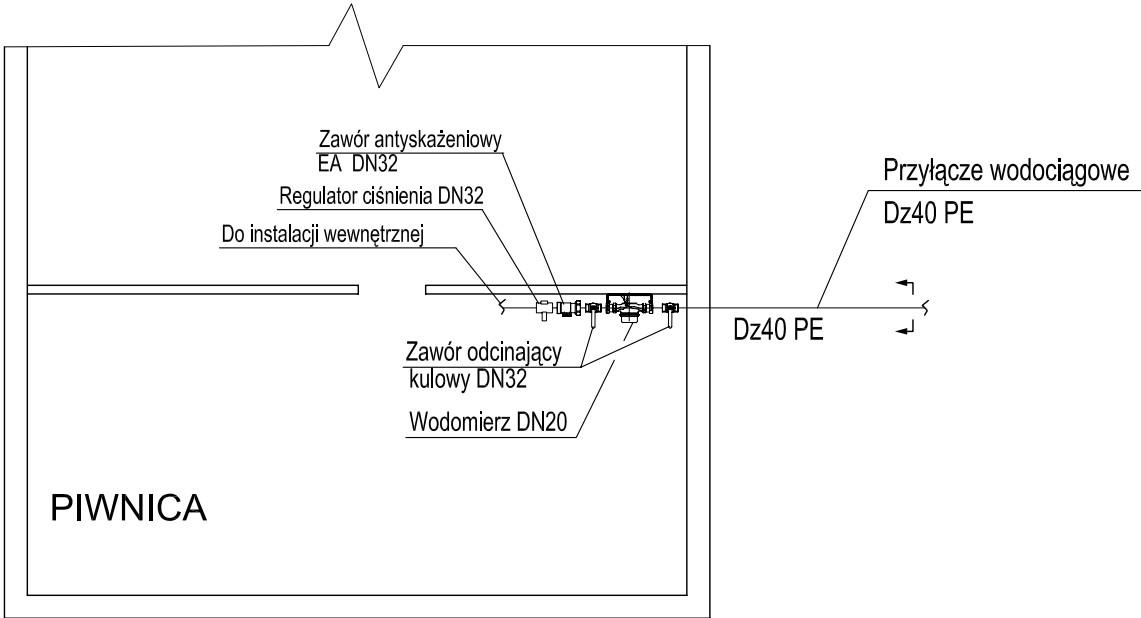 Zawór antyskażeniowy
EA DN32
Regulator ciśnienia DN32
Do instalacji wewnętrznej
Przyłącze wodociągowe
Dz40 PE
Dz40 PE
Zawór odcinający
kulowy DN32
Wodomierz DN20
PIWNICA